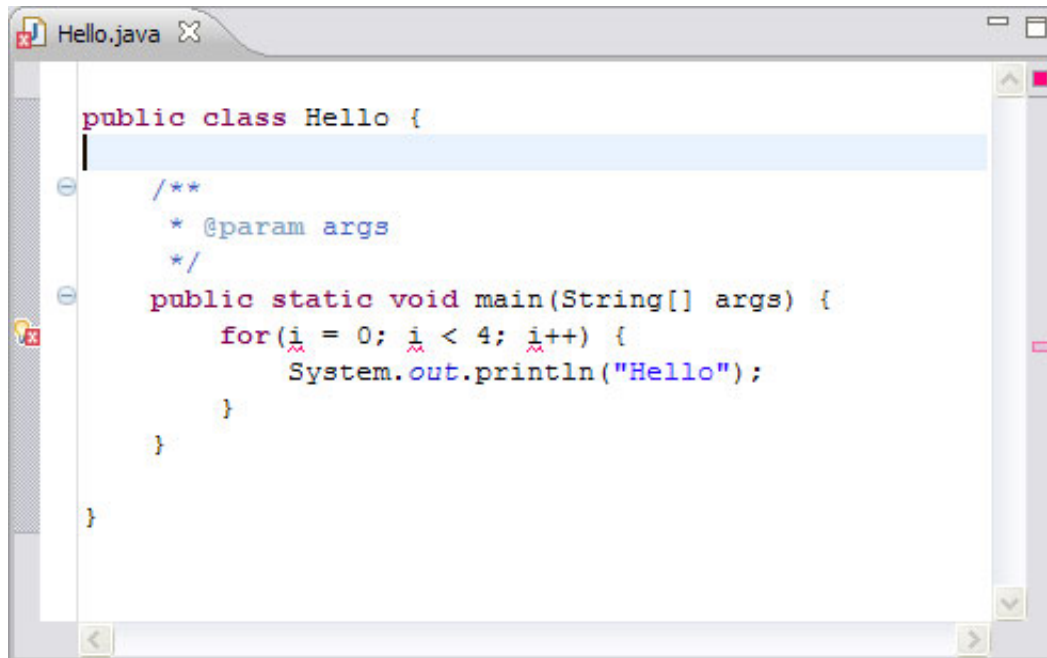 Hello.java
public class Hello {
/**
* @param args
*/
public static void main(String[] args) {
for(i = 0; i < 4; i++) {
System.out.println("Hello");
}
}
}